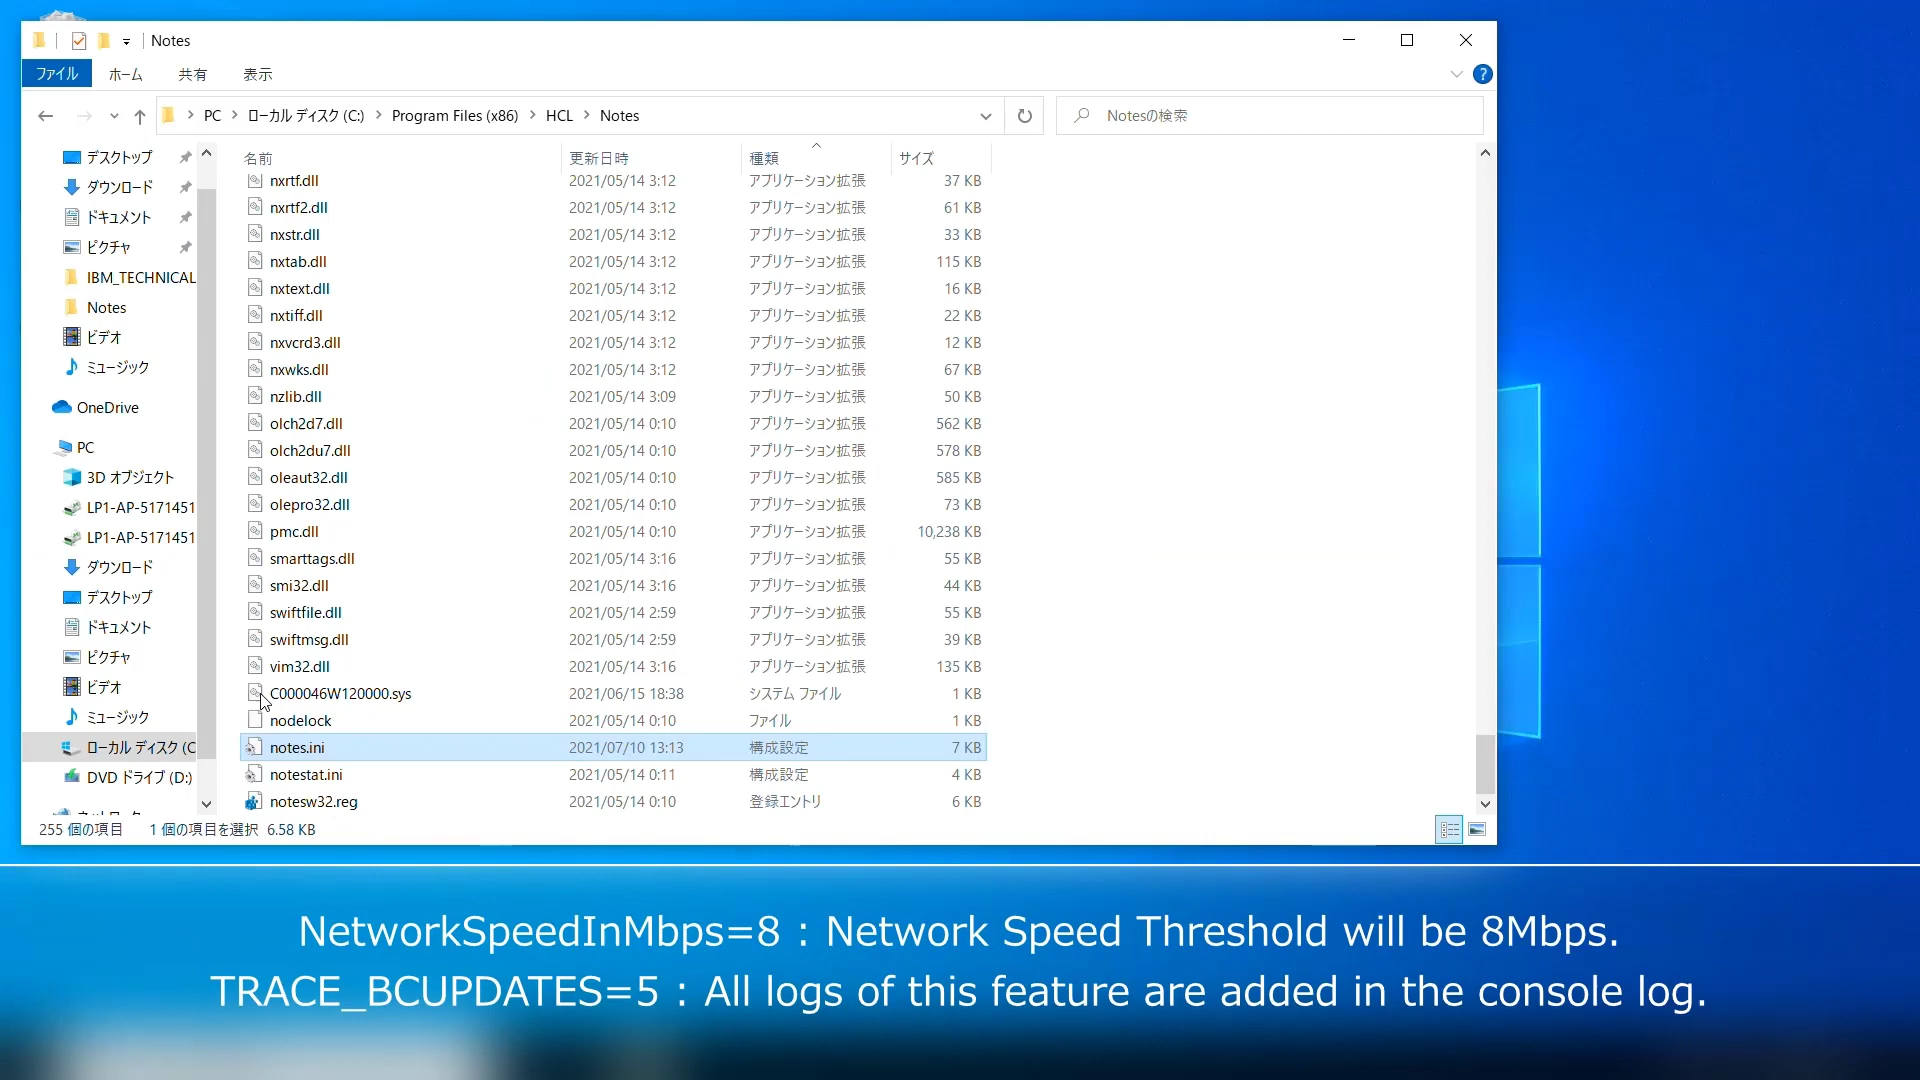 Notes
ファイル ホーム 共有 表示
PC ローカル ディスク (C:) Program Files (x86) HCL Notes
Notesの検索
デスクトップ
ダウンロード
ドキュメント
ピクチャ
IBM_TECHNICAL
Notes
ビデオ
ミュージック
OneDrive
PC
3D オブジェクト
LP1-AP-5171451
LP1-AP-5171451
ダウンロード
デスクトップ
ドキュメント
ピクチャ
ビデオ
ミュージック
ローカル ディスク (C
DVD ドライブ (D:)
名前 更新日時 種類 サイズ
nxrtf.dll 2021/05/14 3:12 アプリケーション拡張 37 KB
nxrtf2.dll 2021/05/14 3:12 アプリケーション拡張 61 KB
nxstr.dll 2021/05/14 3:12 アプリケーション拡張 33 KB
nxtab.dll 2021/05/14 3:12 アプリケーション拡張 115 KB
nxtext.dll 2021/05/14 3:12 アプリケーション拡張 16 KB
nxtiff.dll 2021/05/14 3:12 アプリケーション拡張 22 KB
nxvcrd3.dll 2021/05/14 3:12 アプリケーション拡張 12 KB
nxwks.dll 2021/05/14 3:12 アプリケーション拡張 67 KB
nzlib.dll 2021/05/14 3:09 アプリケーション拡張 50 KB
olch2d7.dll 2021/05/14 0:10 アプリケーション拡張 562 KB
olch2du7.dll 2021/05/14 0:10 アプリケーション拡張 578 KB
oleaut32.dll 2021/05/14 0:10 アプリケーション拡張 585 KB
olepro32.dll 2021/05/14 0:10 アプリケーション拡張 73 KB
pmc.dll 2021/05/14 0:10 アプリケーション拡張 10,238 KB
smarttags.dll 2021/05/14 3:16 アプリケーション拡張 55 KB
smi32.dll 2021/05/14 3:16 アプリケーション拡張 44 KB
swiftfile.dll 2021/05/14 2:59 アプリケーション拡張 55 KB
swiftmsg.dll 2021/05/14 2:59 アプリケーション拡張 39 KB
vim32.dll 2021/05/14 3:16 アプリケーション拡張 135 KB
C000046W120000.sys 2021/06/15 18:38 システム ファイル 1 KB
nodelock 2021/05/14 0:10 ファイル 1 KB
notes.ini 2021/07/10 13:13 構成設定 7 KB
notestat.ini 2021/05/14 0:11 構成設定 4 KB
notesw32.reg 2021/05/14 0:10 登録エントリ 6 KB
255 個の項目 1 個の項目を選択 6.58 KB
NetworkSpeedInMbps=8 : Network Speed Threshold will be 8Mbps.
TRACE_BCUPDATES=5 : All logs of this feature are added in the console log.